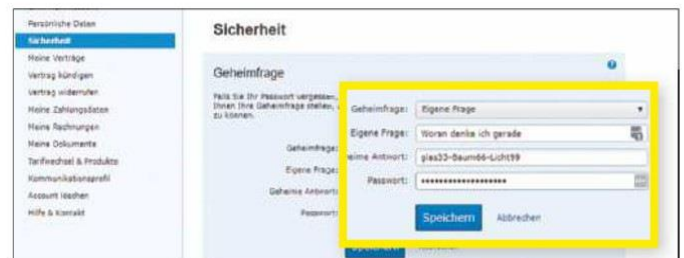 Persönliche Daten
Sicherheit
Meine Verträge
Vertrag kündigen
Vertrag widerrufen
Meine Zahlungsdaten
Meine Rechnungen
Meine Dokumente
Tarifwechsel & Produkte
Kommunikationsprofil
Account löschen
Hilfe & Kontakt
Sicherheit
Geheimfrage
Falls Sie Ihr Passwort vergessen,
Ihnen Ihre Geheimfrage stellen,
zu können.
Geheimfrage:
Eigene Frage:
Geheime Antwort:
Passwort:
Geheimfrage: Eigene Frage
Eigene Frage: Woran denke ich gerade
eime Antwort: glas33-Baum66-Licht99
Passwort: ••••••••••••••••••
Speichern Abbrechen